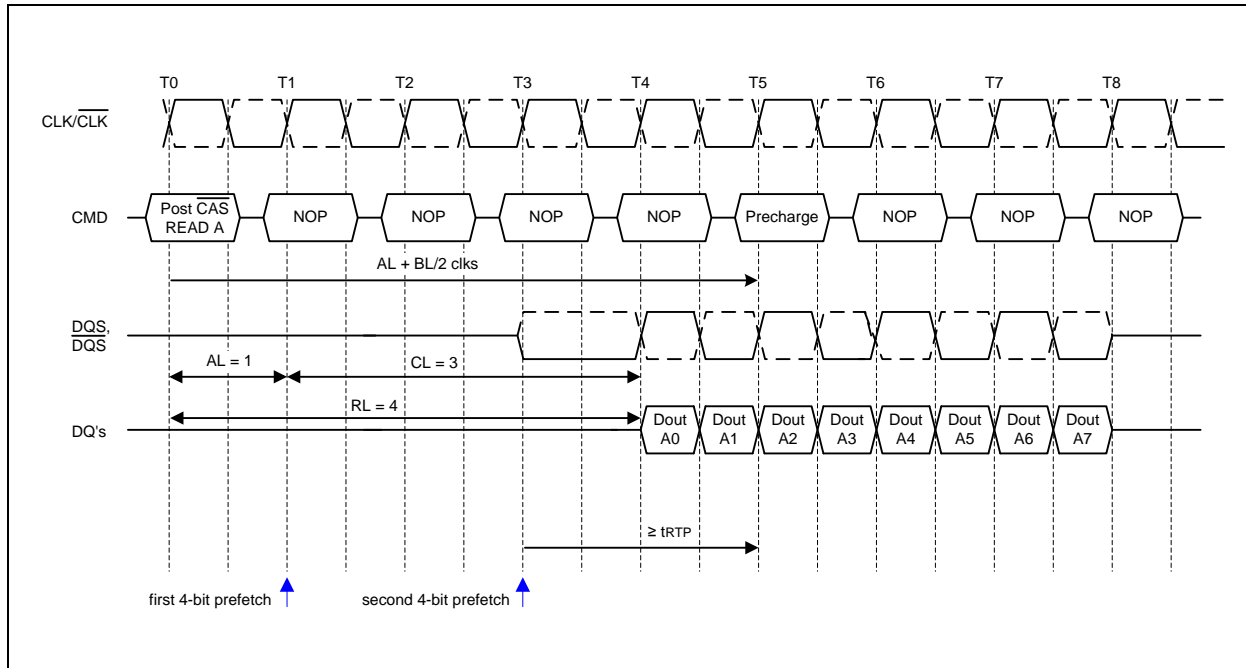 T0 T1 T2 T3 T4 T5 T6 T7 T8
CLK/CLK
CMD
Post CAS
READ A
NOP NOP NOP NOP Precharge NOP NOP NOP
AL + BL/2 clks
DQS,
DQS
AL = 1
CL = 3
RL = 4
DQ's
Dout Dout Dout Dout Dout Dout Dout Dout
A0 A1 A2 A3 A4 A5 A6 A7
≥ tRTP
first 4-bit prefetch
second 4-bit prefetch